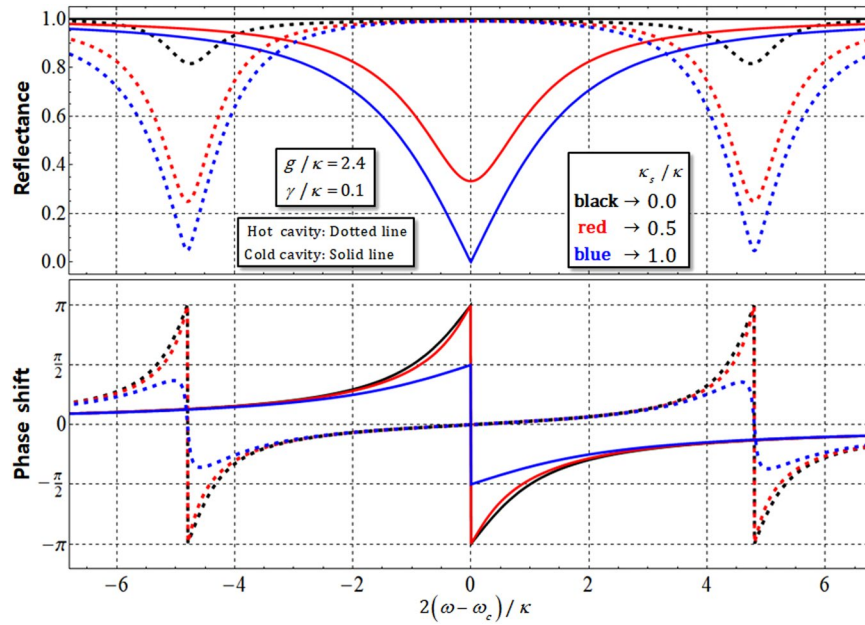 Reflectance
1.0
0.8
0.6
0.4
0.2
0.0
g / κ = 2.4
γ / κ = 0.1
Hot cavity: Dotted line
Cold cavity: Solid line
κ_s / κ
black → 0.0
red → 0.5
blue → 1.0
Phase shift
π
π/2
0
−π/2
−π
−6 −4 −2 0 2 4 6
2(ω − ω_c) / κ